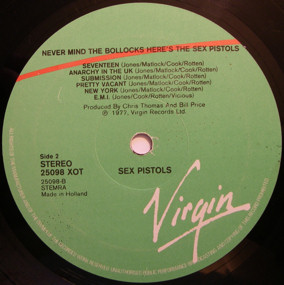 NEVER MIND THE BOLLOCKS HERE'S THE SEX PISTOLS
SEVENTEEN (Jones/Matlock/Cook/Rotten)
ANARCHY IN THE UK (Jones/Matlock/Cook/Rotten)
SUBMISSION (Jones/Matlock/Cook/Rotten)
PRETTY VACANT (Jones/Matlock/Cook/Rotten)
NEW YORK (Jones/Matlock/Cook/Rotten)
E.M.I. (Jones/Cook/Rotten/Vicious)
Produced By Chris Thomas And Bill Price
℗ 1977, Virgin Records Ltd.
Side 2
STEREO
25098 XOT
SEX PISTOLS
25098-B
STEMRA
Made in Holland
Virgin